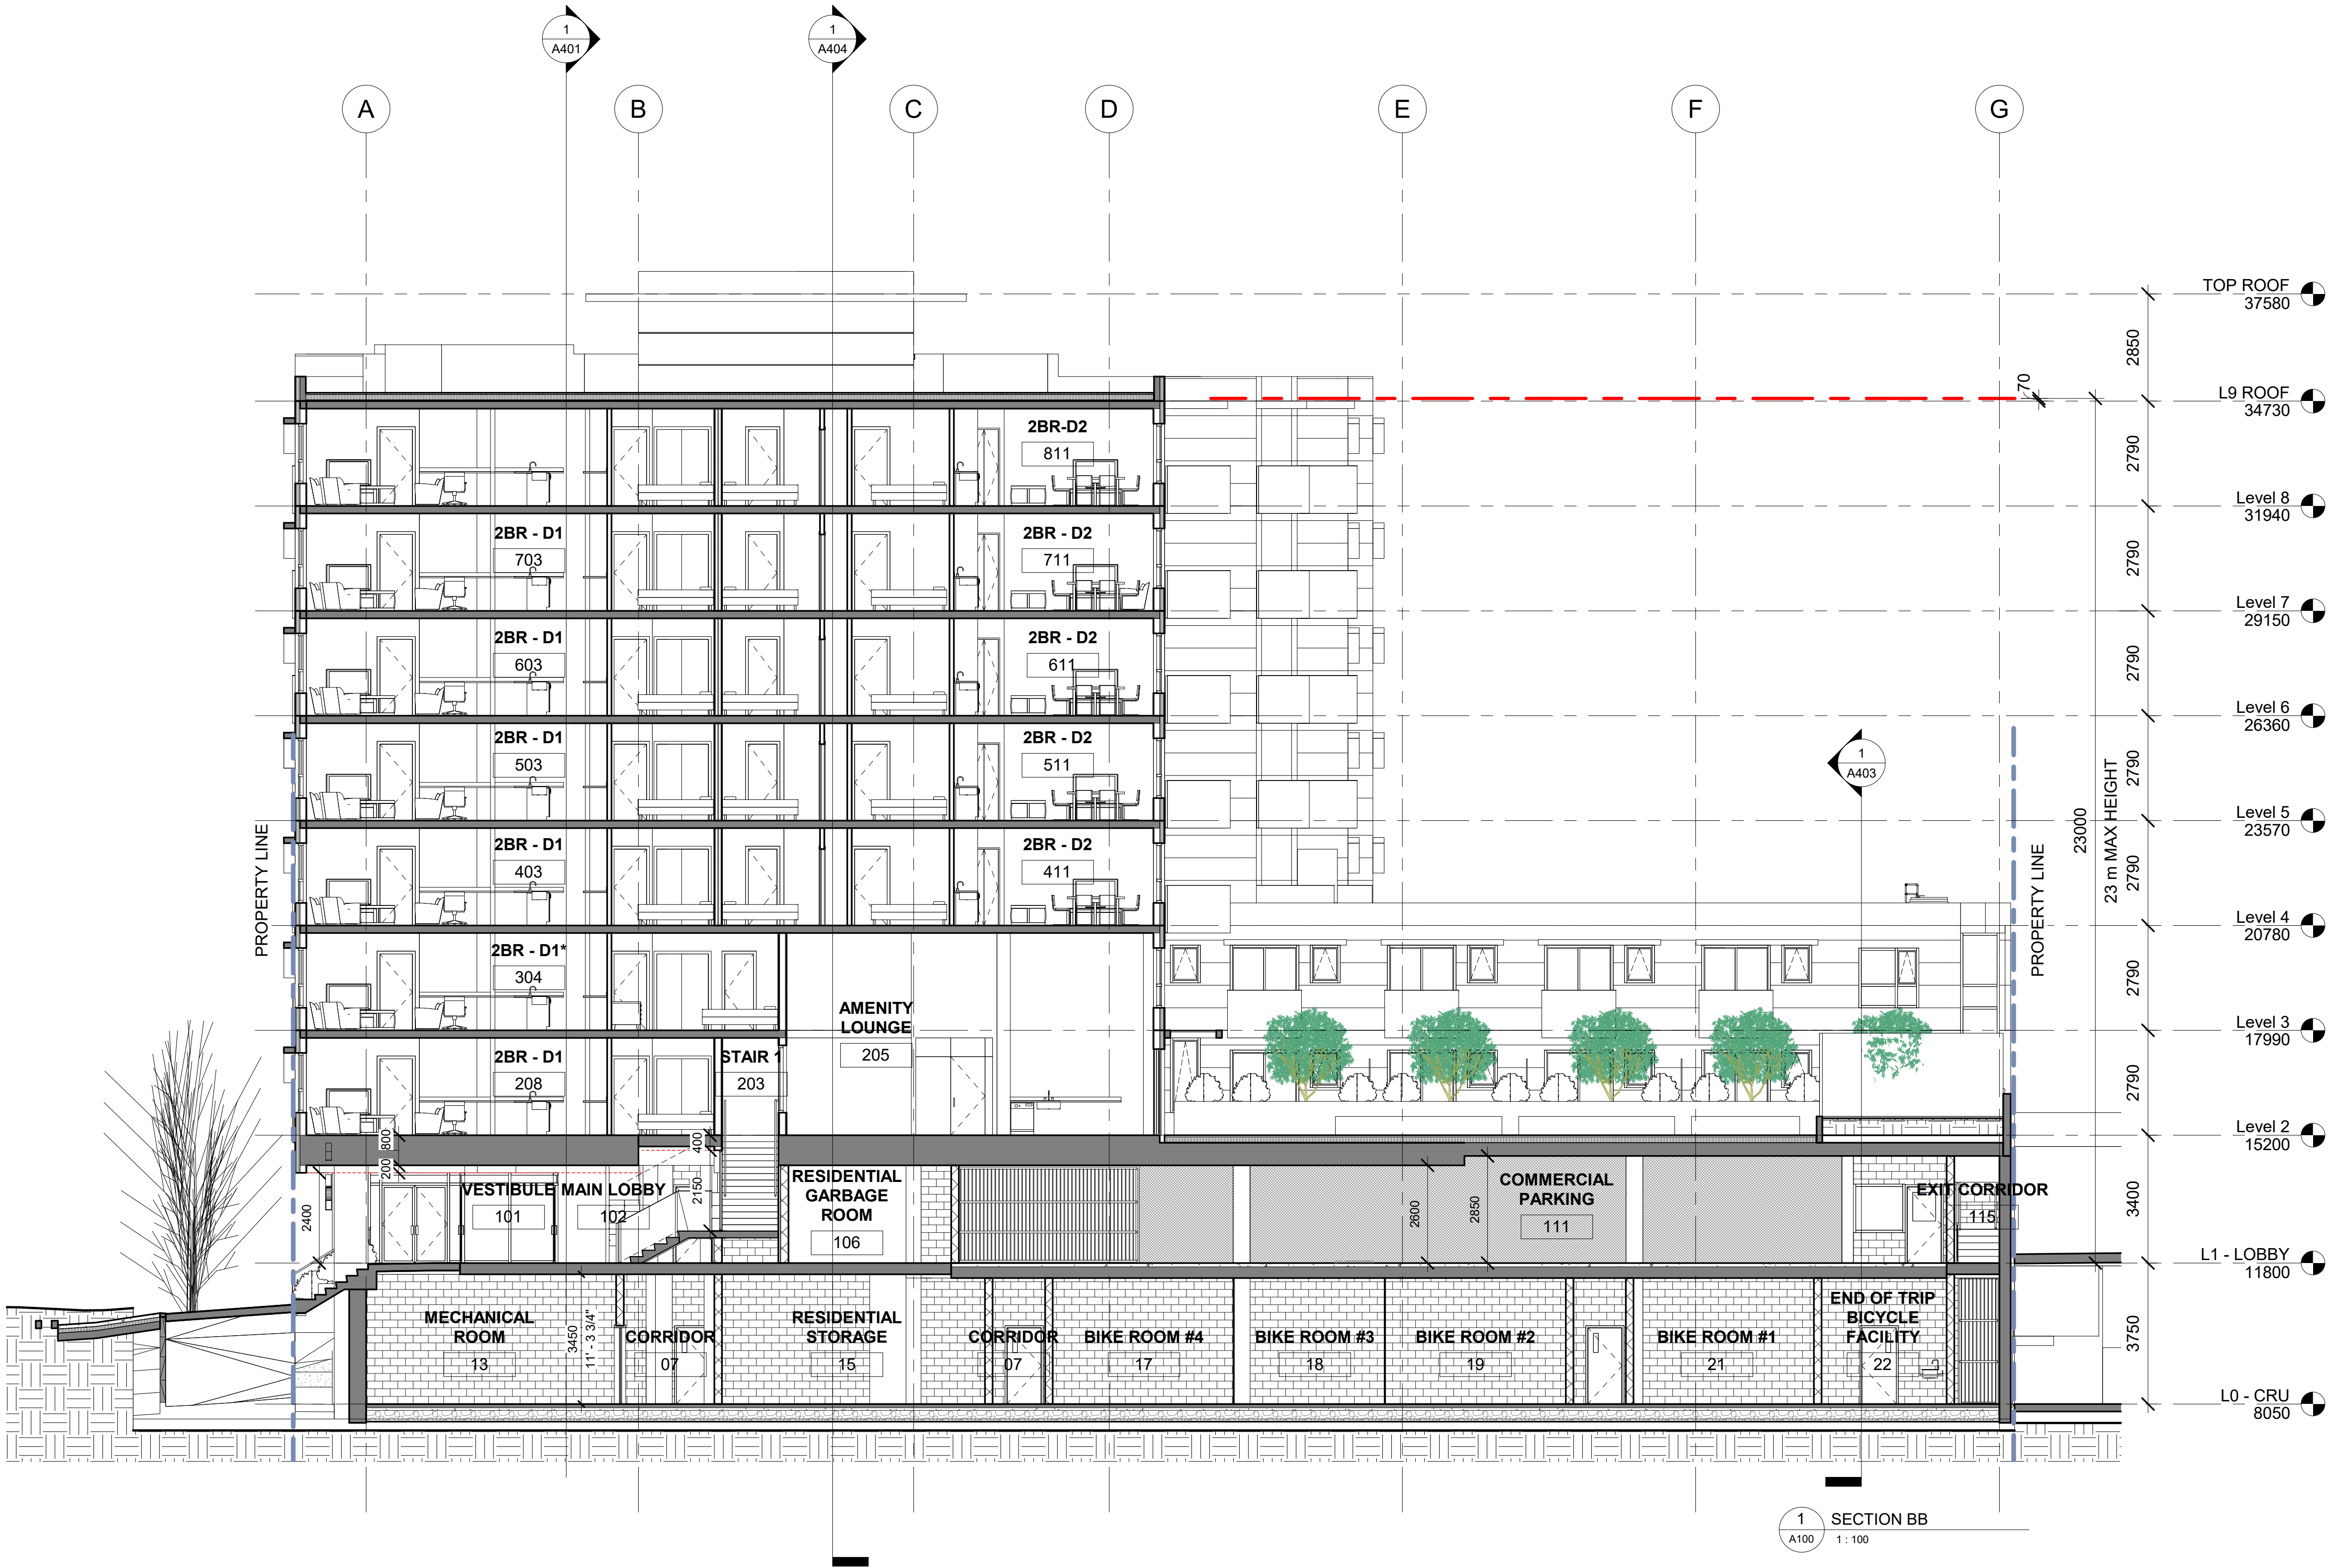 1
A401
1
A404
A
B
C
D
E
F
G
TOP ROOF
37580
2850
70
L9 ROOF
34730
2BR-D2
811
2790
Level 8
31940
2BR - D1
703
2BR - D2
711
2790
Level 7
29150
2BR - D1
603
2BR - D2
611
2790
Level 6
26360
2BR - D1
503
2BR - D2
511
1
A403
2790
Level 5
23570
2BR - D1
403
2BR - D2
411
PROPERTY LINE
PROPERTY LINE
23000
23 m MAX HEIGHT
2790
Level 4
20780
2BR - D1*
304
2790
AMENITY
LOUNGE
205
Level 3
17990
2BR - D1
208
STAIR 1
203
2790
Level 2
15200
800
200
400
2150
2400
VESTIBULE
101
MAIN LOBBY
102
RESIDENTIAL
GARBAGE
ROOM
106
2600
2850
COMMERCIAL
PARKING
111
EXIT CORRIDOR
115
3400
L1 - LOBBY
11800
MECHANICAL
ROOM
13
3450
11' - 3 3/4"
CORRIDOR
07
RESIDENTIAL
STORAGE
15
CORRIDOR
07
BIKE ROOM #4
17
BIKE ROOM #3
18
BIKE ROOM #2
19
BIKE ROOM #1
21
END OF TRIP
BICYCLE
FACILITY
22
3750
L0 - CRU
8050
1
A100
SECTION BB
1 : 100